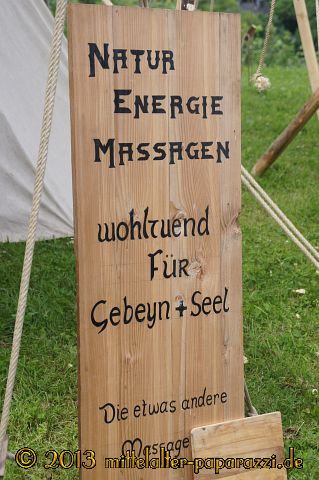 Natur
Energie
Massagen
wohltuend
Für
Gebeyn + Seel
Die etwas andere
Massage
© 2013 mittelalter-paparazzi.de